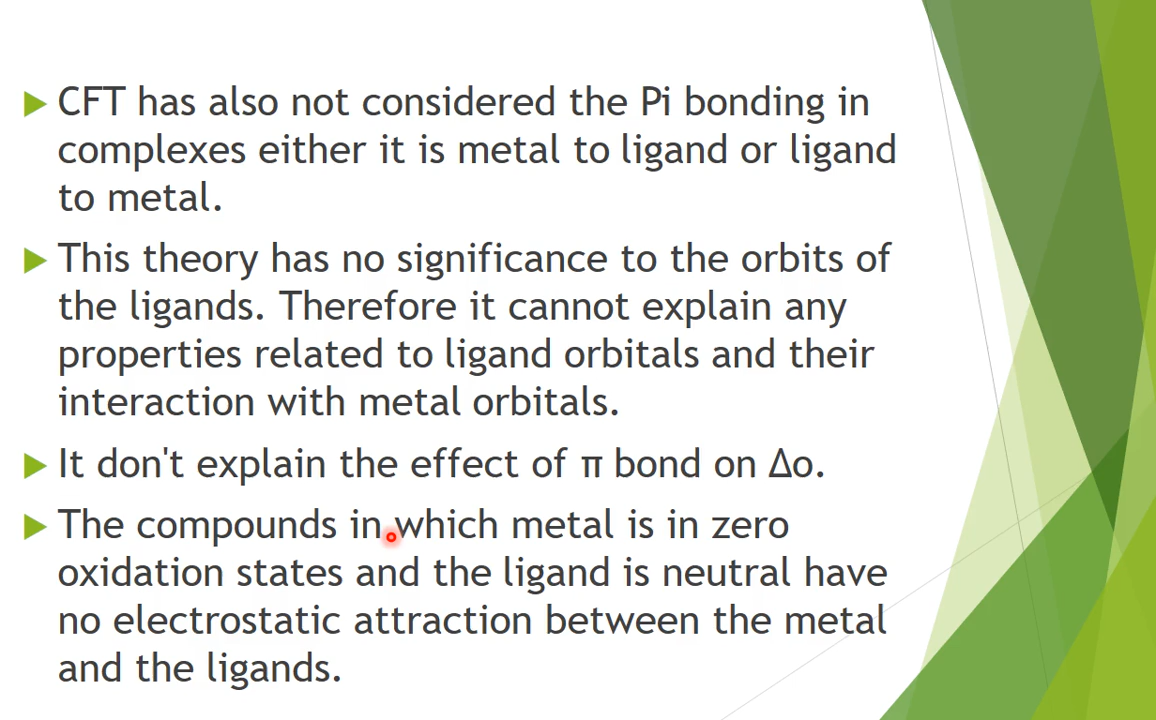 CFT has also not considered the Pi bonding in
complexes either it is metal to ligand or ligand
to metal.
This theory has no significance to the orbits of
the ligands. Therefore it cannot explain any
properties related to ligand orbitals and their
interaction with metal orbitals.
It don't explain the effect of π bond on Δo.
The compounds in which metal is in zero
oxidation states and the ligand is neutral have
no electrostatic attraction between the metal
and the ligands.